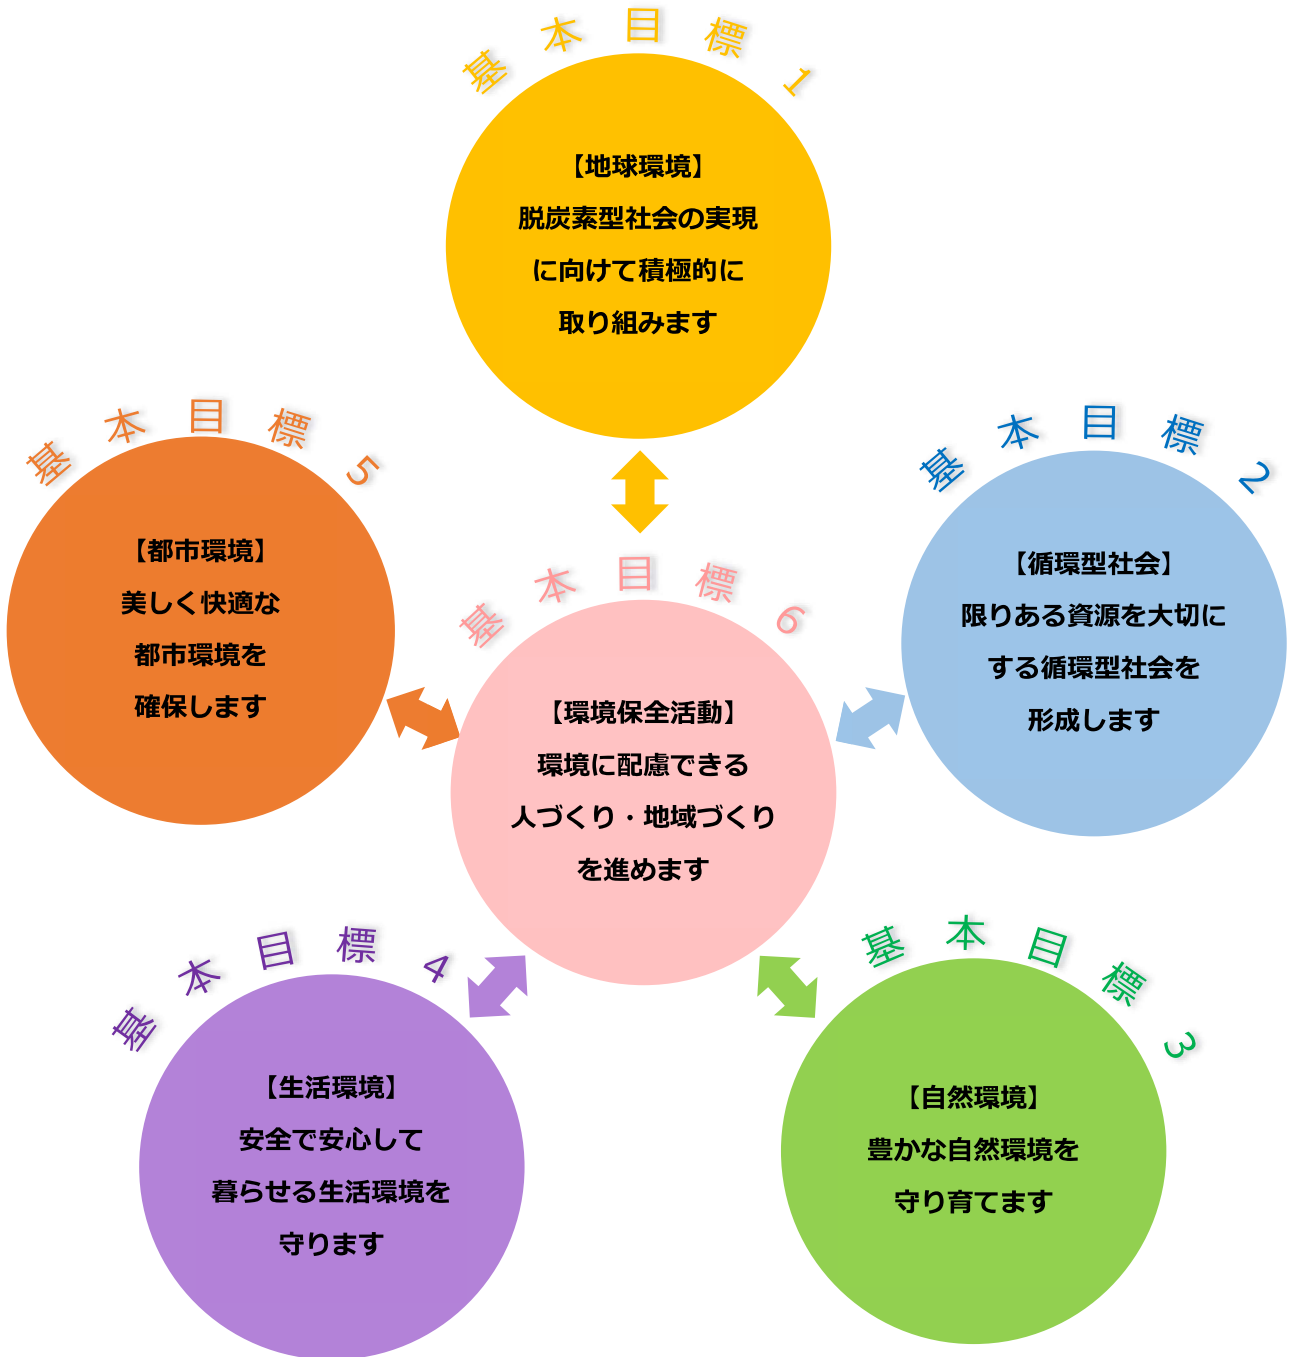 基本目標1
【地球環境】
脱炭素型社会の実現
に向けて積極的に
取り組みます
基本目標2
【循環型社会】
限りある資源を大切に
する循環型社会を
形成します
基本目標3
【自然環境】
豊かな自然環境を
守り育てます
基本目標4
【生活環境】
安全で安心して
暮らせる生活環境を
守ります
基本目標5
【都市環境】
美しく快適な
都市環境を
確保します
基本目標6
【環境保全活動】
環境に配慮できる
人づくり・地域づくり
を進めます